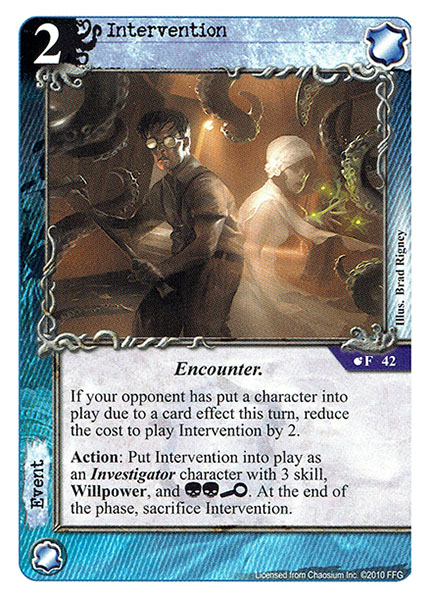 2
Intervention
Illus. Brad Rigney
F 42
Encounter.
If your opponent has put a character into
play due to a card effect this turn, reduce
the cost to play Intervention by 2.
Action: Put Intervention into play as
an Investigator character with 3 skill,
Willpower, and . At the end of
the phase, sacrifice Intervention.
Event
Licensed from Chaosium Inc. ©2010 FFG